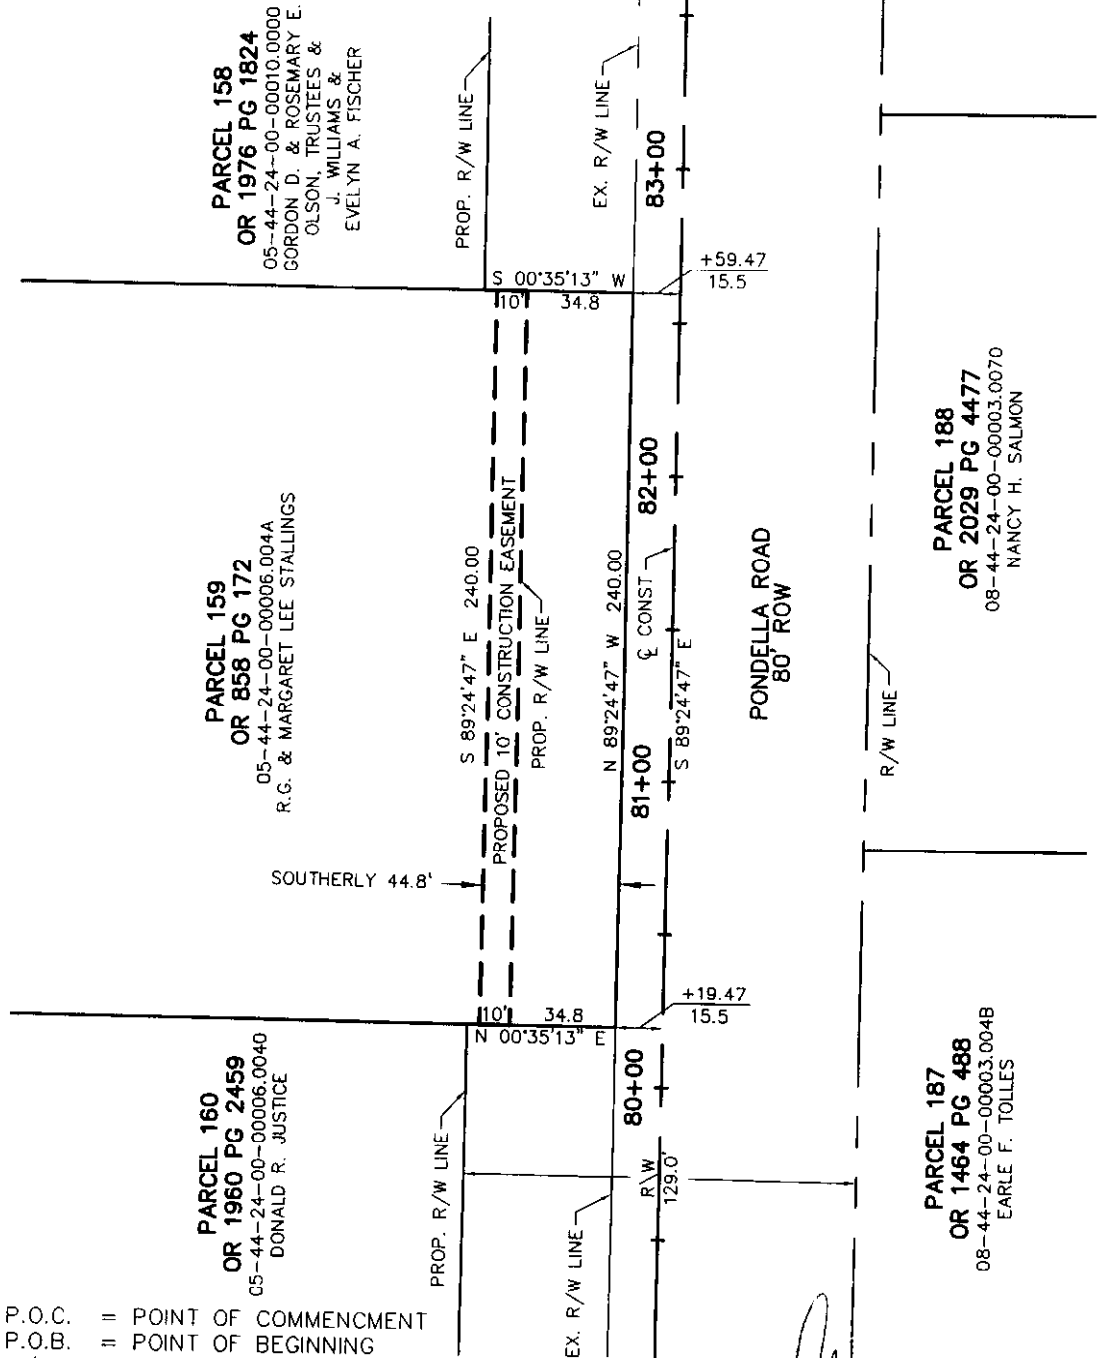 PARCEL 158
OR 1976 PG 1824
05-44-24-00-00010.0000
GORDON D. & ROSEMARY E.
OLSON, TRUSTEES &
J. WILLIAMS &
EVELYN A. FISCHER
PROP. R/W LINE
EX. R/W LINE
83+00
S 00°35'13" W
10'
34.8
+59.47
15.5
PARCEL 159
OR 858 PG 172
05-44-24-00-00006.004A
R.G. & MARGARET LEE STALLINGS
S 89°24'47" E 240.00
PROPOSED 10' CONSTRUCTION EASEMENT
PROP. R/W LINE
N 89°24'47" W 240.00
82+00
℄ CONST
81+00
S 89°24'47" E
PONDELLA ROAD
80' ROW
R/W LINE
PARCEL 188
OR 2029 PG 4477
08-44-24-00-00003.0070
NANCY H. SALMON
SOUTHERLY 44.8'
10'
34.8
N 00°35'13" E
+19.47
15.5
PARCEL 160
OR 1960 PG 2459
05-44-24-00-00006.0040
DONALD R. JUSTICE
PROP. R/W LINE
80+00
EX. R/W LINE
R/W
129.0'
PARCEL 187
OR 1464 PG 488
08-44-24-00-00003.004B
EARLE F. TOLLES
P.O.C. = POINT OF COMMENCMENT
P.O.B. = POINT OF BEGINNING